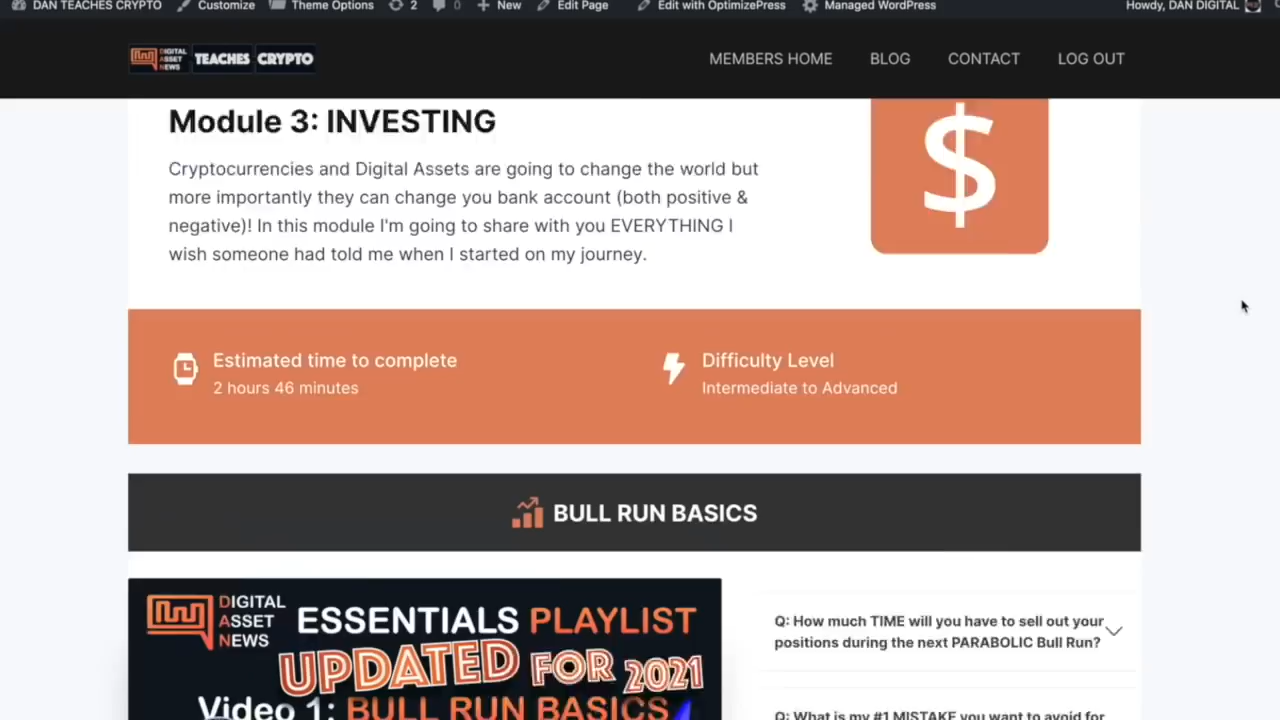 DAN TEACHES CRYPTO Customize Theme Options 2 0 New Edit Page Edit with OptimizePress Managed WordPress Howdy, DAN DIGITAL
DIGITAL ASSET NEWS TEACHES CRYPTO MEMBERS HOME BLOG CONTACT LOG OUT
Module 3: INVESTING
$
Cryptocurrencies and Digital Assets are going to change the world but
more importantly they can change you bank account (both positive &
negative)! In this module I'm going to share with you EVERYTHING I
wish someone had told me when I started on my journey.
Estimated time to complete
2 hours 46 minutes
Difficulty Level
Intermediate to Advanced
BULL RUN BASICS
DIGITAL
ASSET
NEWS
ESSENTIALS PLAYLIST
UPDATED FOR 2021
Video 1: BULL RUN BASICS
Q: How much TIME will you have to sell out your
positions during the next PARABOLIC Bull Run?
Q: What is my #1 MISTAKE you want to avoid for